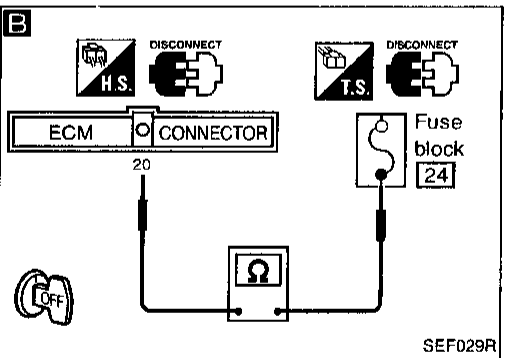 B
DISCONNECT
DISCONNECT
H.S.
T.S.
ECM
CONNECTOR
Fuse
block
24
20
Ω
OFF
SEF029R